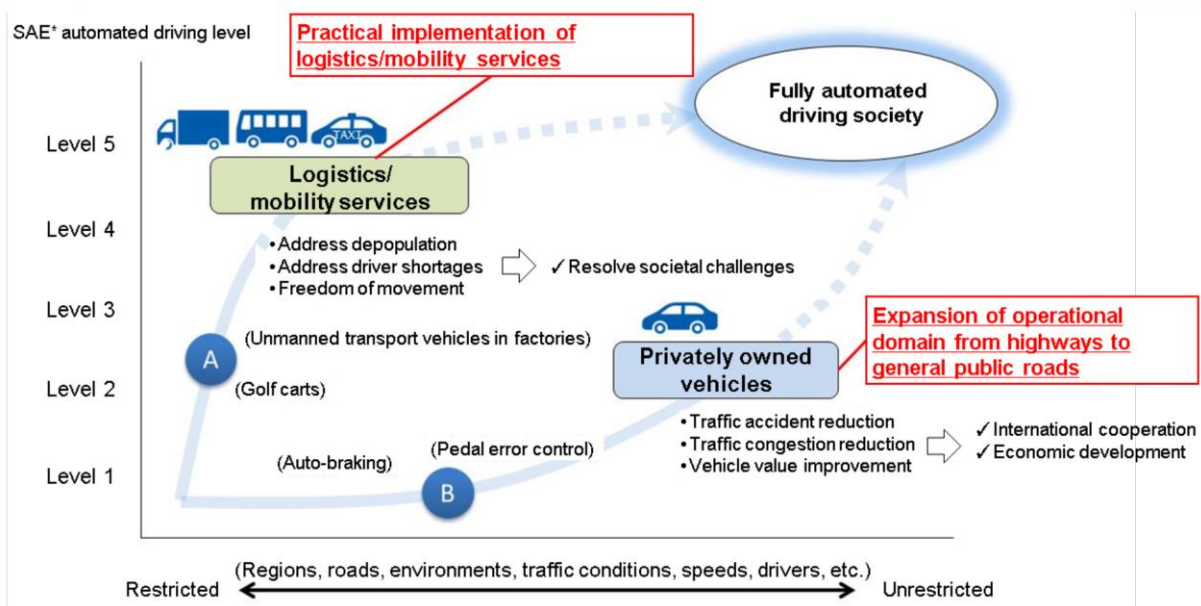 SAE* automated driving level
Practical implementation of
logistics/mobility services
Fully automated
driving society
Level 5
TAXI
Logistics/
mobility services
Level 4
•Address depopulation
•Address driver shortages
•Freedom of movement
✓Resolve societal challenges
Level 3
Expansion of operational
domain from highways to
general public roads
A
(Unmanned transport vehicles in factories)
Privately owned
vehicles
Level 2
(Golf carts)
•Traffic accident reduction
•Traffic congestion reduction
•Vehicle value improvement
✓International cooperation
✓Economic development
(Pedal error control)
(Auto-braking)
Level 1
B
(Regions, roads, environments, traffic conditions, speeds, drivers, etc.)
Restricted
Unrestricted